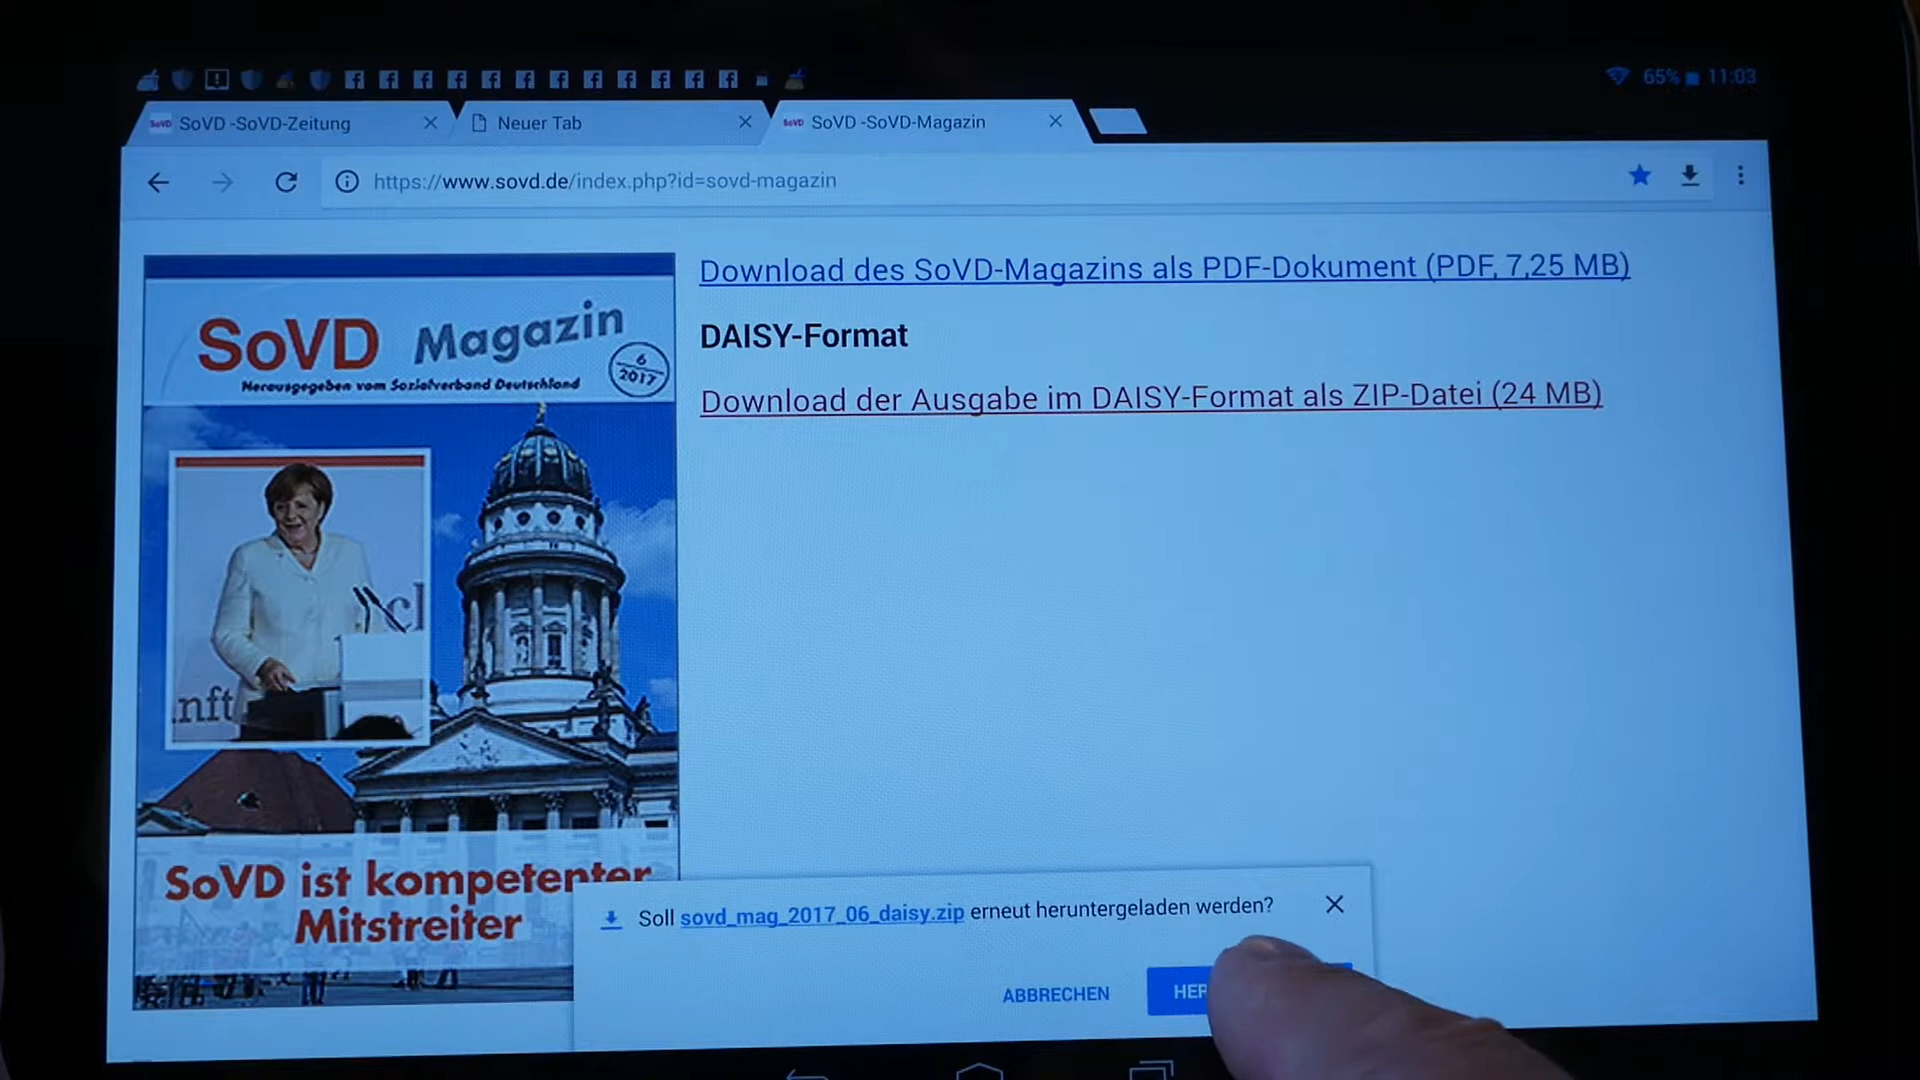 65% 11:03
SoVD SoVD -SoVD-Zeitung
Neuer Tab
SoVD SoVD -SoVD-Magazin
https://www.sovd.de/index.php?id=sovd-magazin
SoVD Magazin
6
2017
Herausgegeben vom Sozialverband Deutschland
nft
SoVD ist kompetenter
Mitstreiter
Download des SoVD-Magazins als PDF-Dokument (PDF, 7,25 MB)
DAISY-Format
Download der Ausgabe im DAISY-Format als ZIP-Datei (24 MB)
Soll sovd_mag_2017_06_daisy.zip erneut heruntergeladen werden?
ABBRECHEN
HER